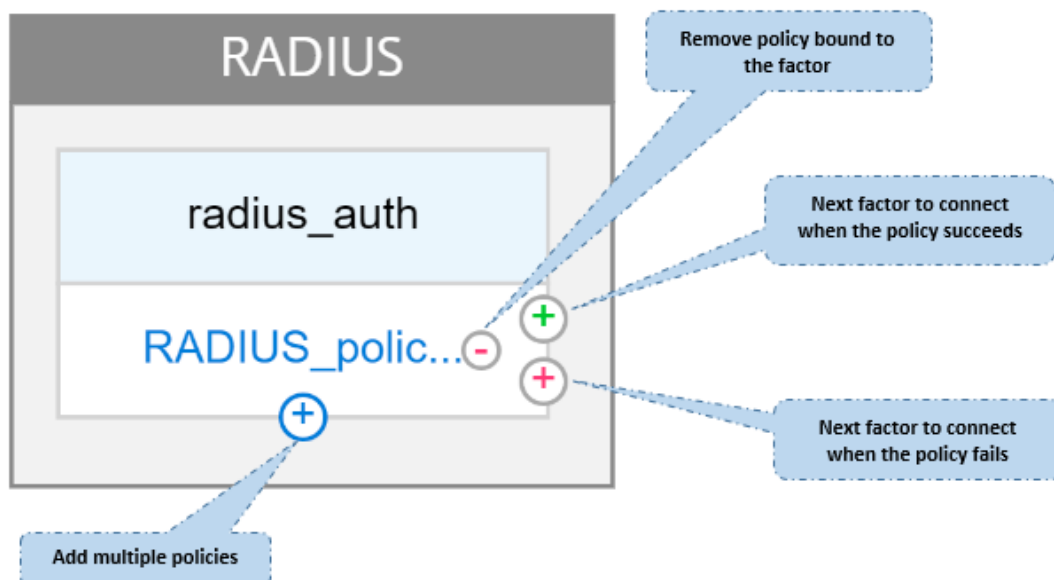 RADIUS
Remove policy bound to
the factor
radius_auth
Next factor to connect
when the policy succeeds
RADIUS_polic...
-
+
+
+
Next factor to connect
when the policy fails
Add multiple policies